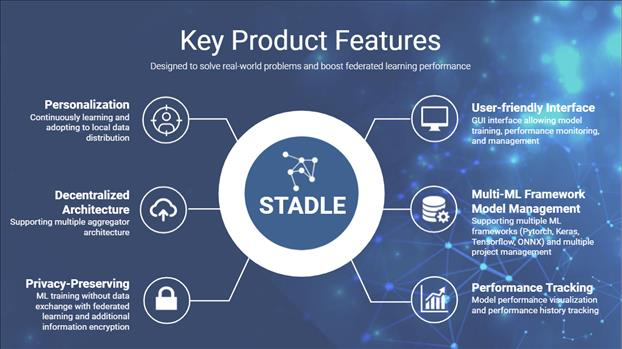 Key Product Features
Designed to solve real-world problems and boost federated learning performance
Personalization
Continuously learning and
adopting to local data
distribution
Decentralized
Architecture
Supporting multiple aggregator
architecture
Privacy-Preserving
ML training without data
exchange with federated
learning and additional
information encryption
STADLE
User-friendly Interface
GUI interface allowing model
training, performance monitoring,
and management
Multi-ML Framework
Model Management
Supporting multiple ML
frameworks (Pytorch, Keras,
Tensorflow, ONNX) and multiple
project management
Performance Tracking
Model performance visualization
and performance history tracking